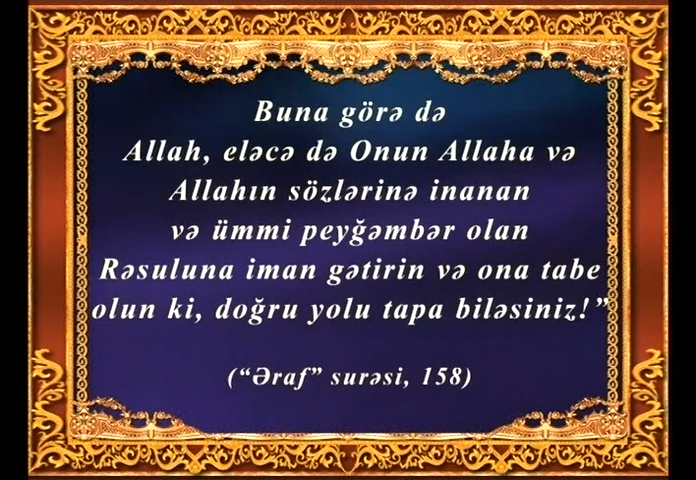 Buna görə də
Allah, eləcə də Onun Allaha və
Allahın sözlərinə inanan
və ümmi peyğəmbər olan
Rəsuluna iman gətirin və ona tabe
olun ki, doğru yolu tapa biləsiniz!”
(“Əraf” surəsi, 158)